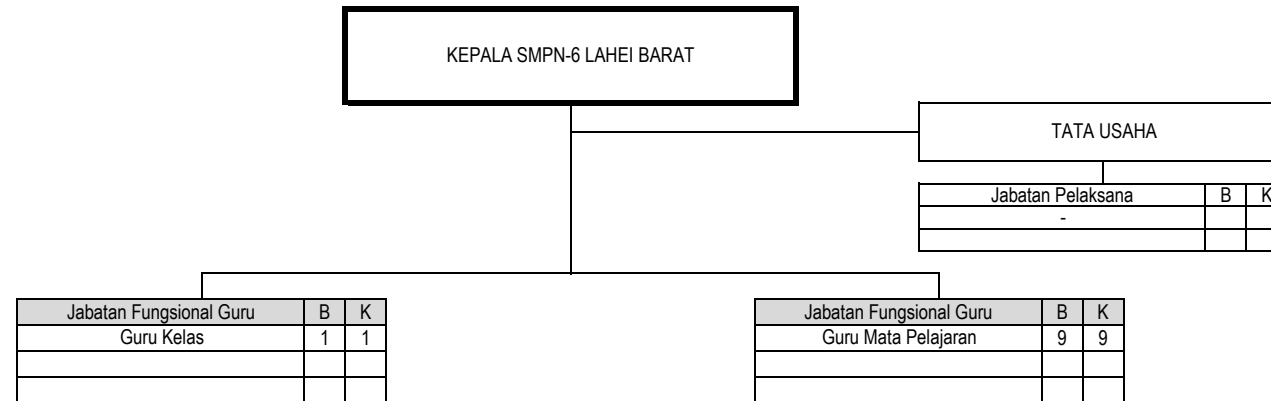 KEPALA SMPN-6 LAHEI BARAT
TATA USAHA
Jabatan Pelaksana B K
-
Jabatan Fungsional Guru B K
Guru Kelas 1 1
Jabatan Fungsional Guru B K
Guru Mata Pelajaran 9 9